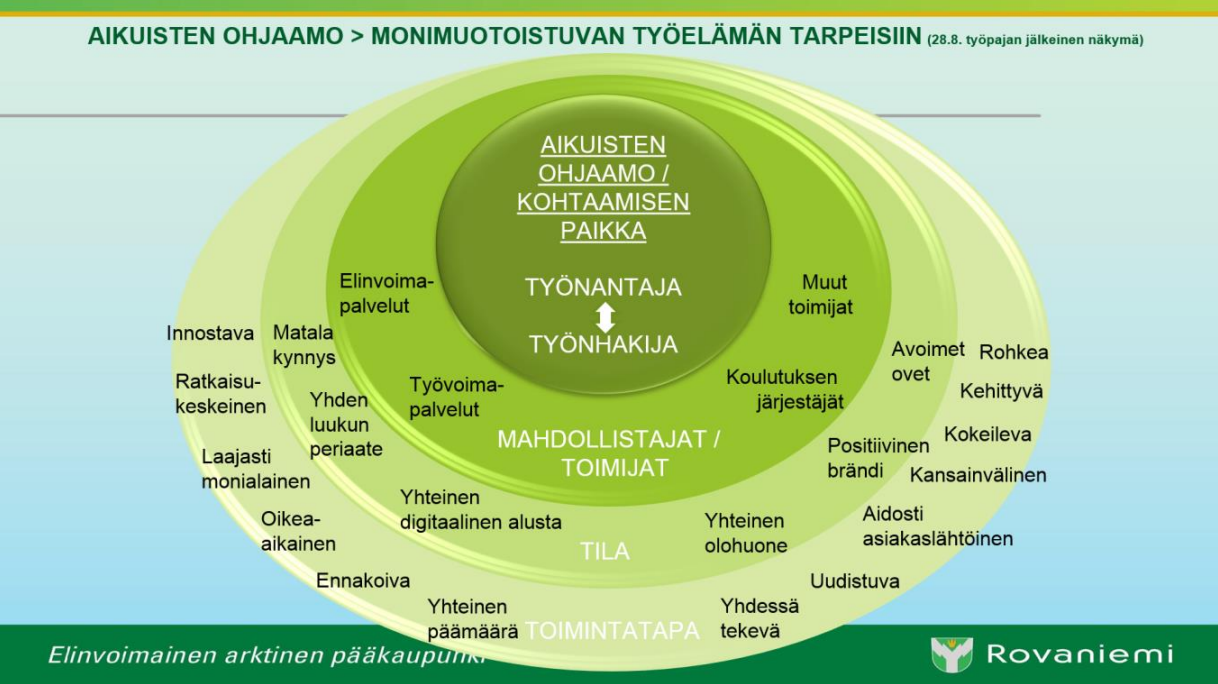 AIKUISTEN OHJAAMO > MONIMUOTOISTUVAN TYÖELÄMÄN TARPEISIIN (28.8. työpajan jälkeinen näkymä)
AIKUISTEN
OHJAAMO /
KOHTAAMISEN
PAIKKA
TYÖNANTAJA
TYÖNHAKIJA
Elinvoima-
palvelut
Muut
toimijat
Työvoima-
palvelut
Koulutuksen
järjestäjät
MAHDOLLISTAJAT /
TOIMIJAT
Matala
kynnys
Yhden
luukun
periaate
Yhteinen
digitaalinen alusta
TILA
Yhteinen
olohuone
Positiivinen
brändi
Avoimet
ovet
Innostava
Ratkaisu-
keskeinen
Laajasti
monialainen
Oikea-
aikainen
Ennakoiva
Yhteinen
päämäärä
TOIMINTATAPA
Yhdessä
tekevä
Uudistuva
Aidosti
asiakaslähtöinen
Kansainvälinen
Kokeileva
Kehittyvä
Rohkea
Elinvoimainen arktinen pääkaupunki
Rovaniemi